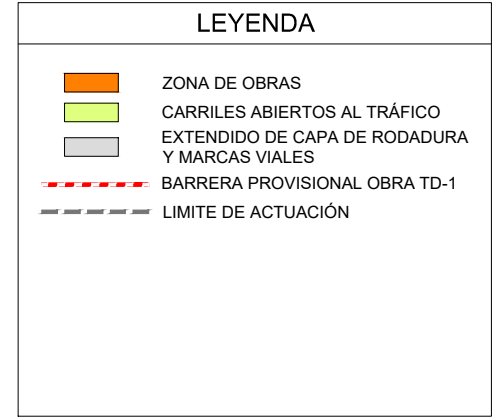 LEYENDA
ZONA DE OBRAS
CARRILES ABIERTOS AL TRÁFICO
EXTENDIDO DE CAPA DE RODADURA
Y MARCAS VIALES
BARRERA PROVISIONAL OBRA TD-1
LIMITE DE ACTUACIÓN